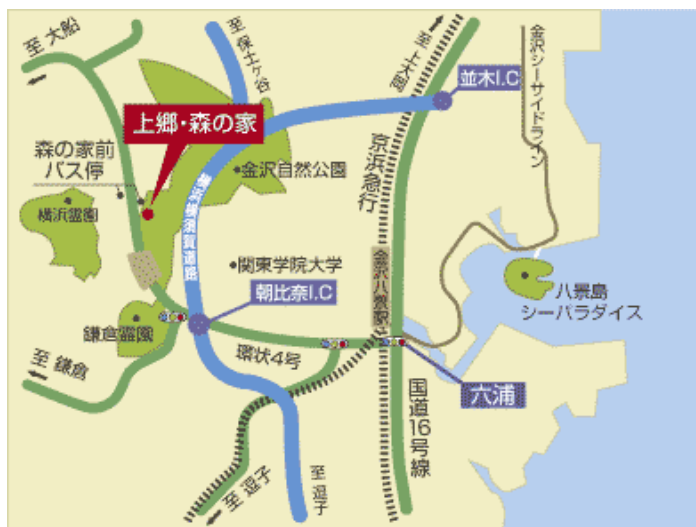 至 大船
至 保土ヶ谷
至 上大岡
金沢シーサイドライン
並木I.C
上郷・森の家
森の家前
バス停
京浜急行
横浜横須賀道路
金沢自然公園
横浜霊園
関東学院大学
金沢八景駅
朝比奈I.C
八景島
シーパラダイス
鎌倉霊園
環状4号
至 鎌倉
六浦
国道16号線
至 逗子
至 逗子